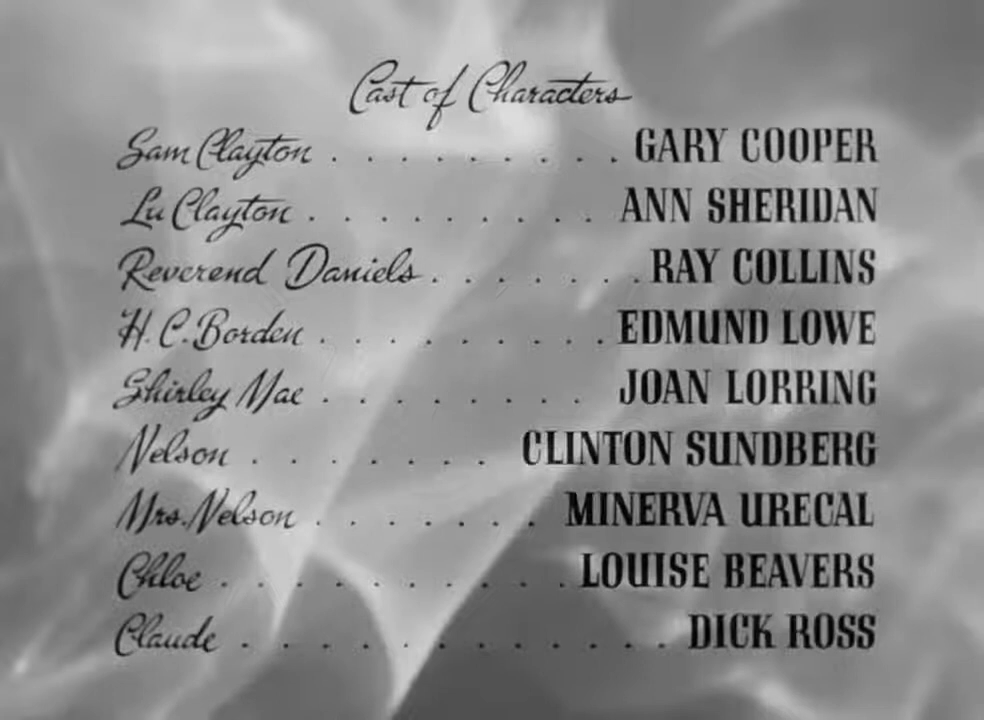 Cast of Characters
Sam Clayton . . . . . . . . . . GARY COOPER
Lu Clayton . . . . . . . . . ANN SHERIDAN
Reverend Daniels . . . . . . . RAY COLLINS
H. C. Borden . . . . . . . . . . EDMUND LOWE
Shirley Mae . . . . . . . . . JOAN LORRING
Nelson . . . . . . . CLINTON SUNDBERG
Mrs. Nelson . . . . . . . MINERVA URECAL
Chloe . . . . . . . . . . . . LOUISE BEAVERS
Claude . . . . . . . . . . . . . DICK ROSS